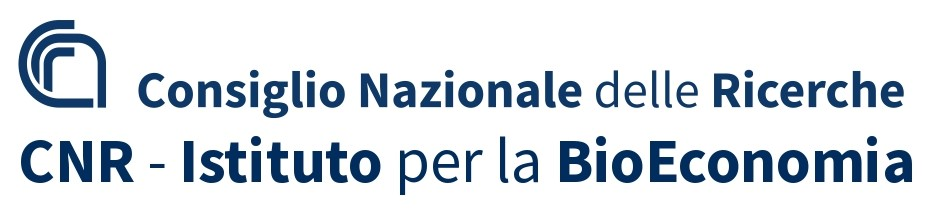 Consiglio Nazionale delle Ricerche
CNR - Istituto per la BioEconomia